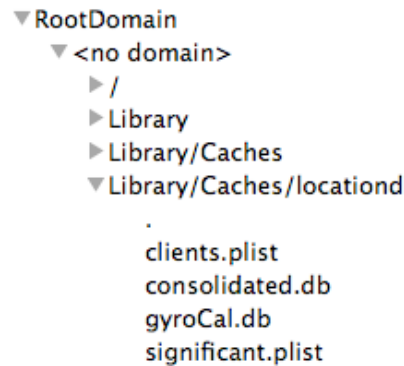 RootDomain
<no domain>
/
Library
Library/Caches
Library/Caches/locationd
.
clients.plist
consolidated.db
gyroCal.db
significant.plist